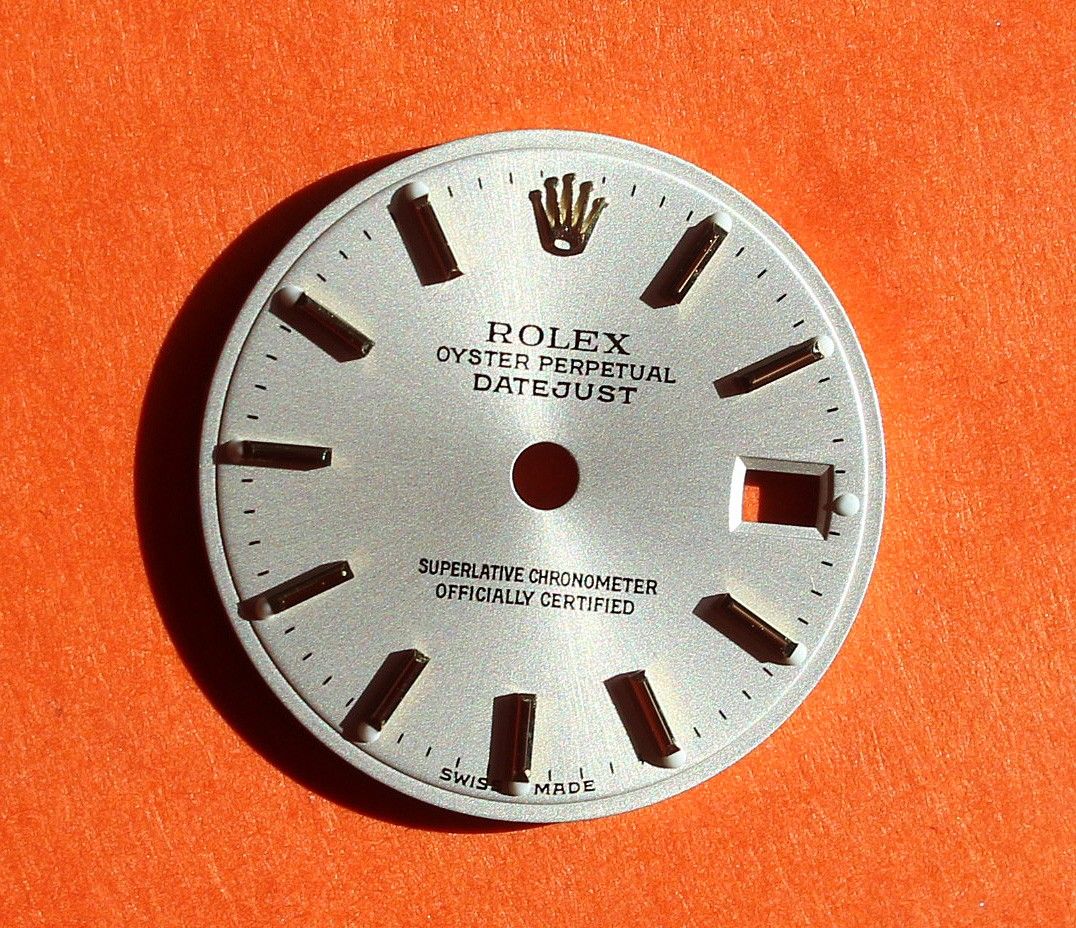 ROLEX
OYSTER PERPETUAL
DATEJUST
SUPERLATIVE CHRONOMETER
OFFICIALLY CERTIFIED
SWISS MADE